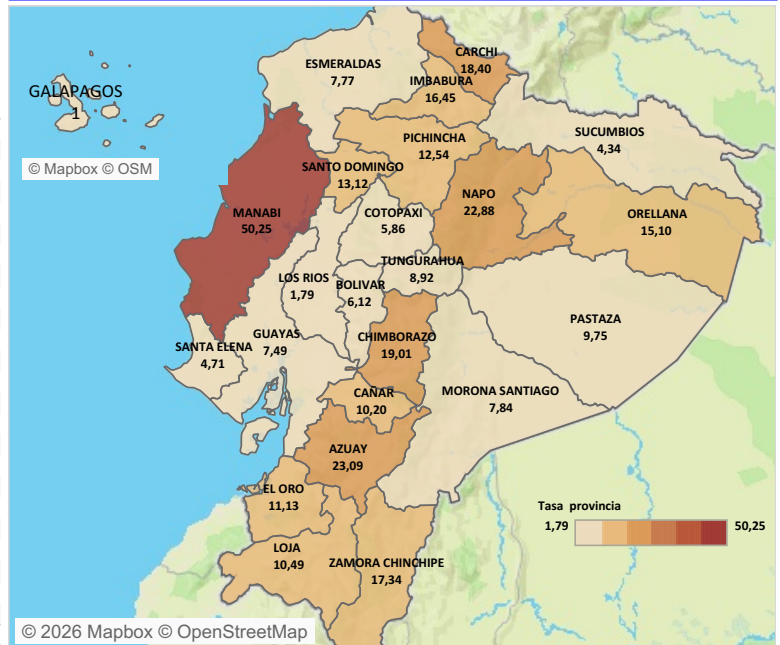 CARCHI
18,40
ESMERALDAS
7,77
IMBABURA
16,45
GALAPAGOS
1
PICHINCHA
12,54
SUCUMBIOS
4,34
© Mapbox © OSM
SANTO DOMINGO
13,12
NAPO
22,88
MANABI
50,25
COTOPAXI
5,86
ORELLANA
15,10
TUNGURAHUA
8,92
LOS RIOS
1,79
BOLIVAR
6,12
PASTAZA
9,75
GUAYAS
7,49
CHIMBORAZO
19,01
SANTA ELENA
4,71
CAÑAR
10,20
MORONA SANTIAGO
7,84
AZUAY
23,09
EL ORO
11,13
Tasa provincia
1,79 50,25
LOJA
10,49
ZAMORA CHINCHIPE
17,34
© 2026 Mapbox © OpenStreetMap